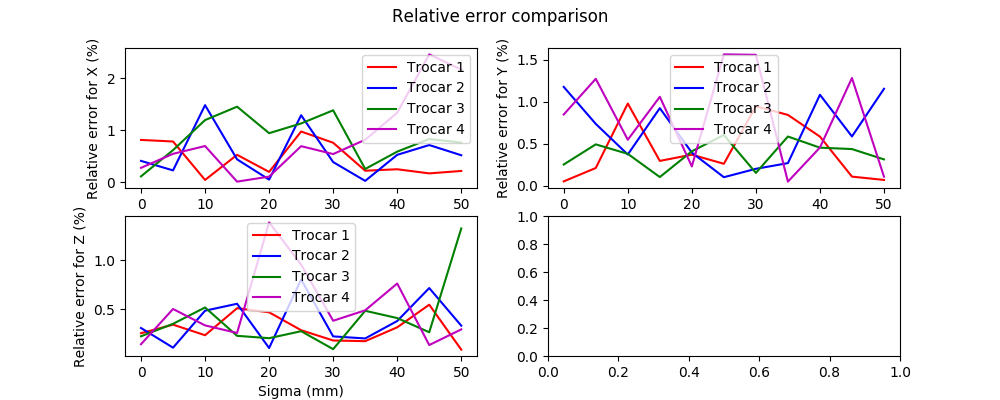 Relative error comparison
Relative error for X (%)
2
1
0
0 10 20 30 40 50
Trocar 1
Trocar 2
Trocar 3
Trocar 4
Relative error for Y (%)
1.5
1.0
0.5
0.0
0 10 20 30 40 50
Trocar 1
Trocar 2
Trocar 3
Trocar 4
Relative error for Z (%)
1.0
0.5
0 10 20 30 40 50
Sigma (mm)
Trocar 1
Trocar 2
Trocar 3
Trocar 4
1.0
0.8
0.6
0.4
0.2
0.0
0.0 0.2 0.4 0.6 0.8 1.0